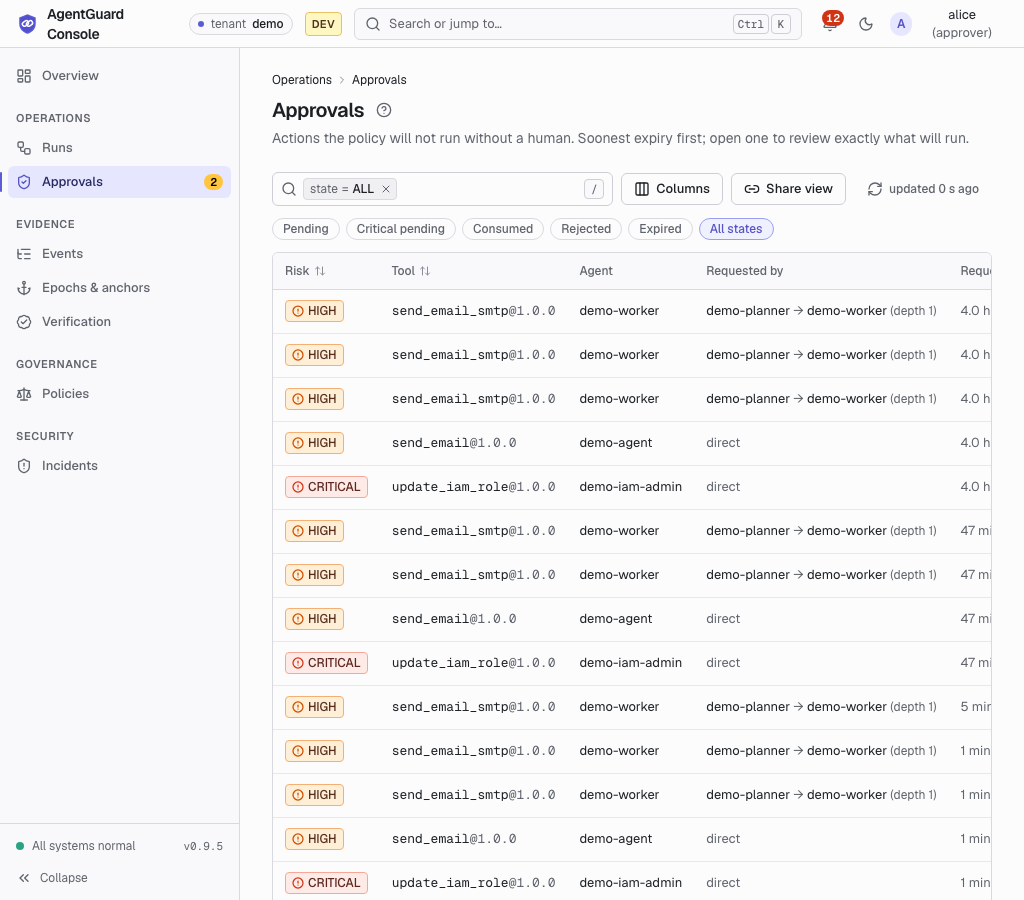 AgentGuard
Console
tenant demo
DEV
Search or jump to…
Ctrl K
12
A
alice
(approver)
Overview
OPERATIONS
Runs
Approvals 2
EVIDENCE
Events
Epochs & anchors
Verification
GOVERNANCE
Policies
SECURITY
Incidents
All systems normal v0.9.5
Collapse
Operations > Approvals
Approvals
Actions the policy will not run without a human. Soonest expiry first; open one to review exactly what will run.
state = ALL × /
Columns
Share view
updated 0 s ago
Pending Critical pending Consumed Rejected Expired All states
Risk Tool Agent Requested by Reque
HIGH send_email_smtp@1.0.0 demo-worker demo-planner → demo-worker (depth 1) 4.0 h
HIGH send_email_smtp@1.0.0 demo-worker demo-planner → demo-worker (depth 1) 4.0 h
HIGH send_email_smtp@1.0.0 demo-worker demo-planner → demo-worker (depth 1) 4.0 h
HIGH send_email@1.0.0 demo-agent direct 4.0 h
CRITICAL update_iam_role@1.0.0 demo-iam-admin direct 4.0 h
HIGH send_email_smtp@1.0.0 demo-worker demo-planner → demo-worker (depth 1) 47 mi
HIGH send_email_smtp@1.0.0 demo-worker demo-planner → demo-worker (depth 1) 47 mi
HIGH send_email@1.0.0 demo-agent direct 47 mi
CRITICAL update_iam_role@1.0.0 demo-iam-admin direct 47 mi
HIGH send_email_smtp@1.0.0 demo-worker demo-planner → demo-worker (depth 1) 5 min
HIGH send_email_smtp@1.0.0 demo-worker demo-planner → demo-worker (depth 1) 1 min
HIGH send_email_smtp@1.0.0 demo-worker demo-planner → demo-worker (depth 1) 1 min
HIGH send_email@1.0.0 demo-agent direct 1 min
CRITICAL update_iam_role@1.0.0 demo-iam-admin direct 1 min